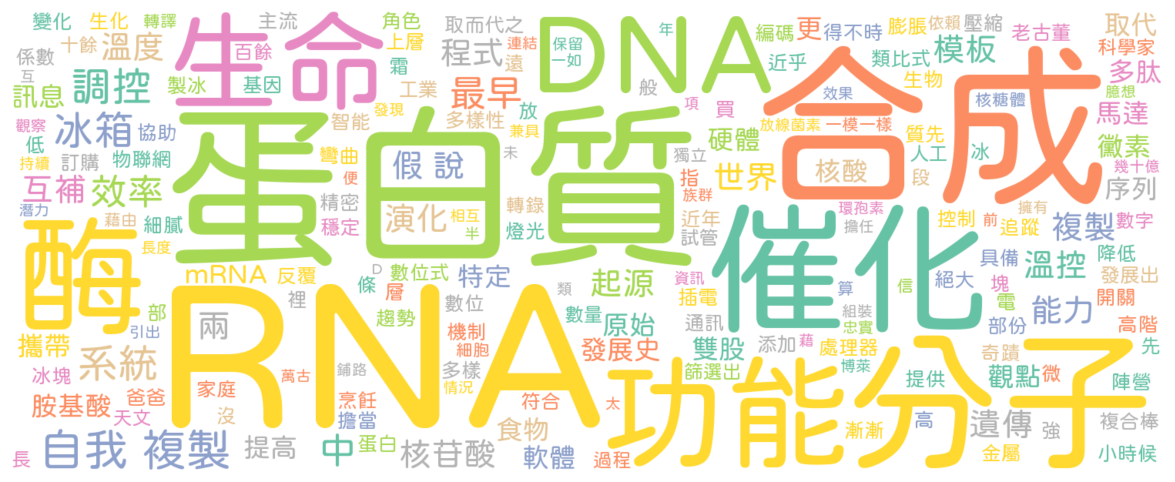 變化 生化 轉譯 主流 取而代之 角色 DNA 年 編碼 更 得不時 膨脹 依賴 壓縮 老古董 取代
係數 十餘 溫度 百餘 生命 上層 程式 連結 保留 一如 近乎 類比式 模板 科學家
互 調控 製冰 基因 霜 工業 遠 最早 放 般 項 買 效果 生物 核糖體 臆想 多肽
訊息 觀察 冰箱 協助 發現 智能 多樣性 兼具 硬體 放線菌素 一模一樣 合成 質先 馬達
低 持續 訂購 物聯網 蛋白質 彎曲 便 假說 未 獨立 指 族群 世界 核酸 人工 冰 黴素 幾十億
互補 效率 精密 演化 相互 半 轉錄 近年 環孢素 段 序列
潛力 藉由 細膩 穩定 燈光 試管 擔任 控制 前 追蹤 擁有 複製 數字
酶 長度 mRNA 反覆 D 數位式 特定 起源 資訊 催化 具備 溫控 降低
條 層 裡 數位 類 插電 算 信 絕大 塊 發展出
部 引出 兩 RNA 趨勢 機制 數量 原始 通訊 組裝 忠實 電 能力 開關
攜帶 系統 細胞 發展史 雙股 添加 藉 處理器 部份 高階 先
冰塊 家庭 萬古 鋪路 多樣 情況 篩選出 博萊 奇蹟 觀點 微
胺基酸 爸爸 天文 沒 烹飪 符合 太 功能分子 提供 陣營
擔當 食物 漸漸 高 遺傳 強 複合棒
長 自我 複製 提高 中 蛋白 核苷酸 軟體 過程 金屬 小時候